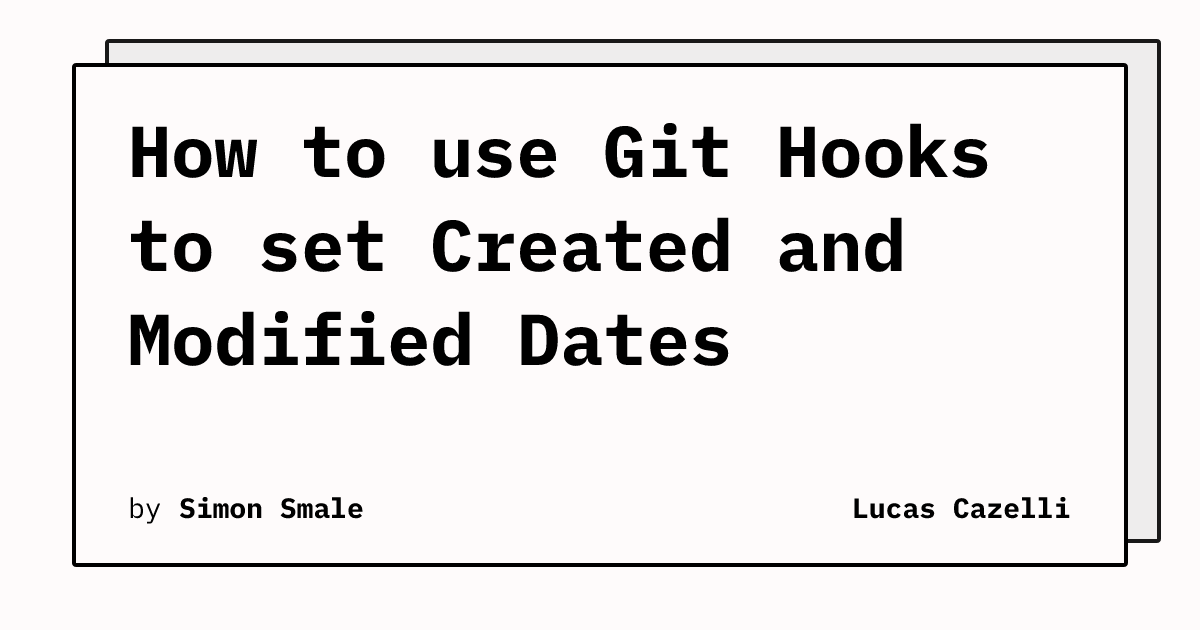 How to use Git Hooks
to set Created and
Modified Dates
by Simon Smale
Lucas Cazelli